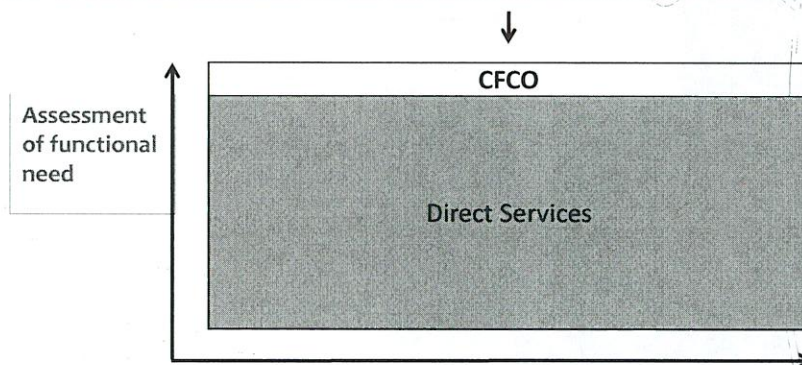 CFCO
Assessment
of functional
need
Direct Services